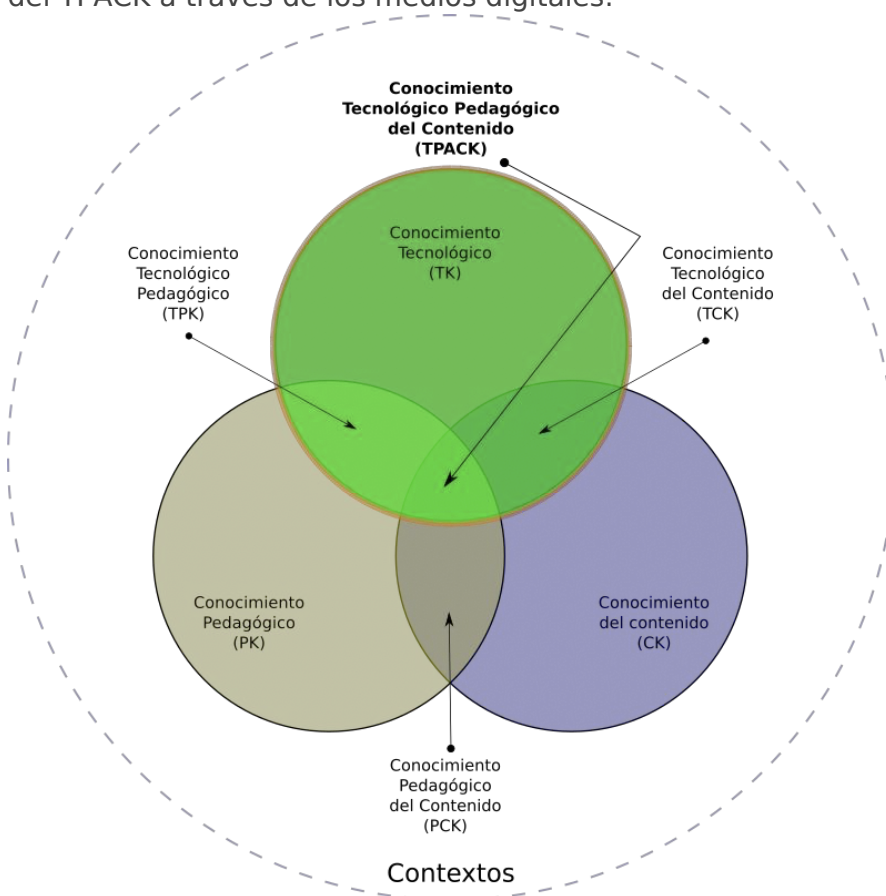 del TPACK a través de los medios digitales.
Conocimiento
Tecnológico Pedagógico
del Contenido
(TPACK)
Conocimiento
Tecnológico
(TK)
Conocimiento
Tecnológico
Pedagógico
(TPK)
Conocimiento
Tecnológico
del Contenido
(TCK)
Conocimiento
Pedagógico
(PK)
Conocimiento
del contenido
(CK)
Conocimiento
Pedagógico
del Contenido
(PCK)
Contextos